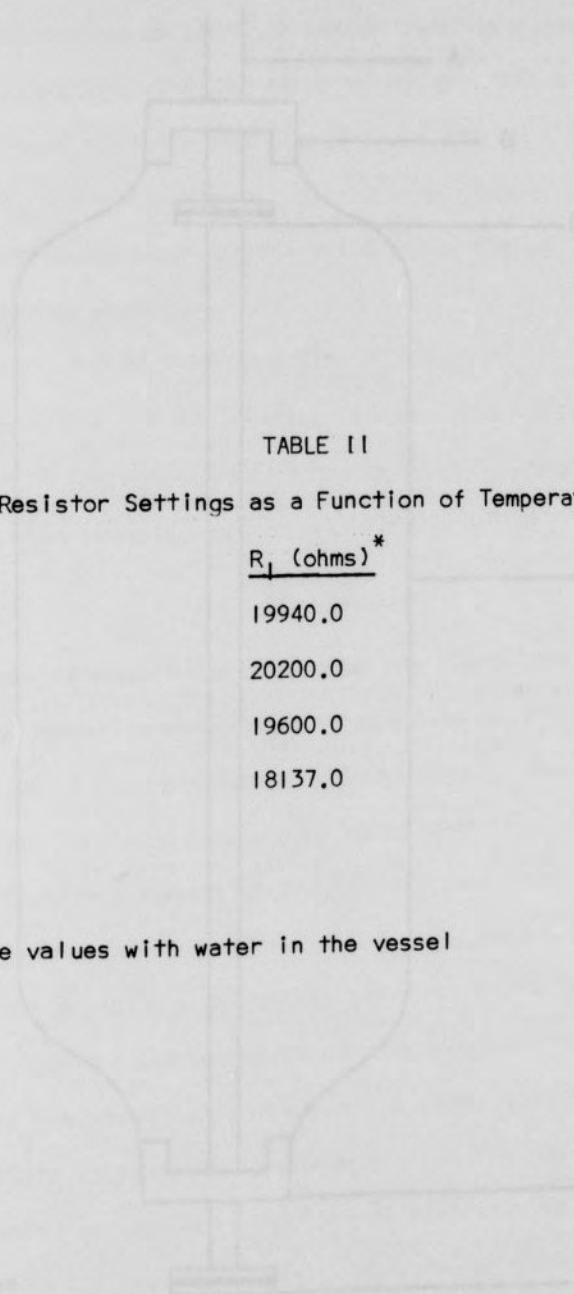 TABLE II
Resistor Settings as a Function of
R₁ (ohms)*
19940.0
20200.0
19600.0
18137.0
values with water in the vessel